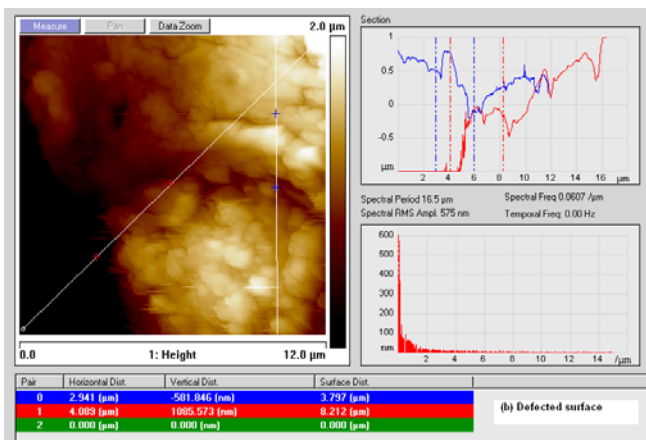 Measure Pan Data Zoom 2.0 µm
0.0 1: Height 12.0 µm
Section
1
0.5
0
-0.5
µm
2 4 6 8 10 12 14 16 µm
Spectral Period 16.5 µm Spectral Freq 0.0607 /µm
Spectral RMS Ampl. 575 nm Temporal Freq: 0.00 Hz
600
500
400
300
200
100
nm
2 4 6 8 10 12 14 /µm
Pair Horizontal Dist. Vertical Dist. Surface Dist.
0 2.941 (µm) -581.846 (nm) 3.797 (µm)
1 4.089 (µm) 1085.573 (nm) 8.212 (µm)
2 0.000 (µm) 0.000 (nm) 0.000 (µm)
(b) Defected surface